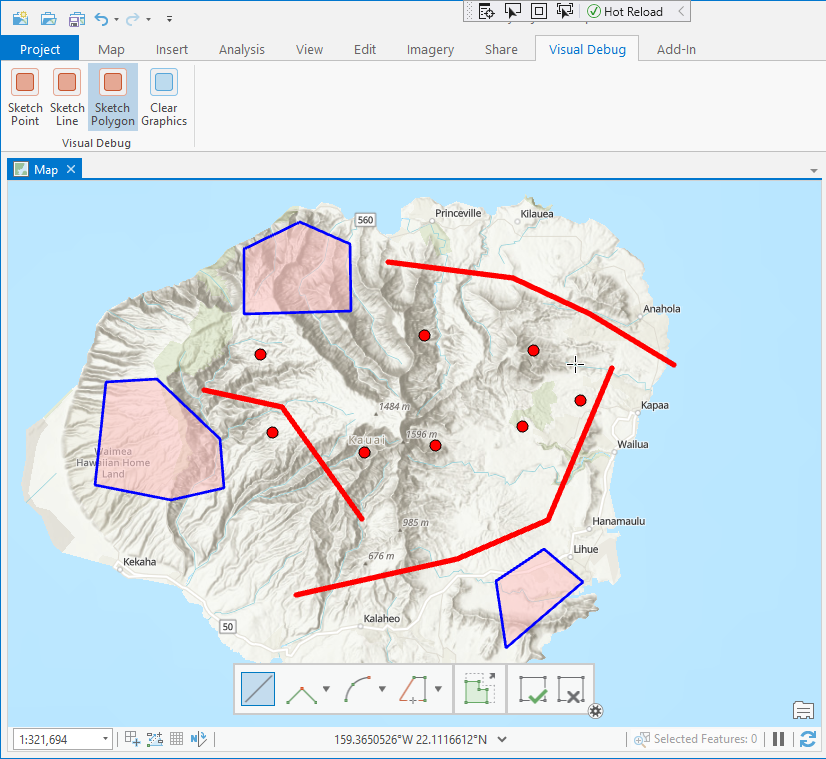 Hot Reload
Project Map Insert Analysis View Edit Imagery Share Visual Debug Add-In
Sketch Point
Sketch Line
Sketch Polygon
Clear Graphics
Visual Debug
Map
560
Princeville
Kilauea
Anahola
1484 m
Kapaa
Kauai
1596 m
Wailua
Waimea
Hawaiian Home
Land
985 m
Hanamaulu
Lihue
676 m
Kekaha
50
Kalaheo
1:321,694
159.3650526°W 22.1116612°N
Selected Features: 0